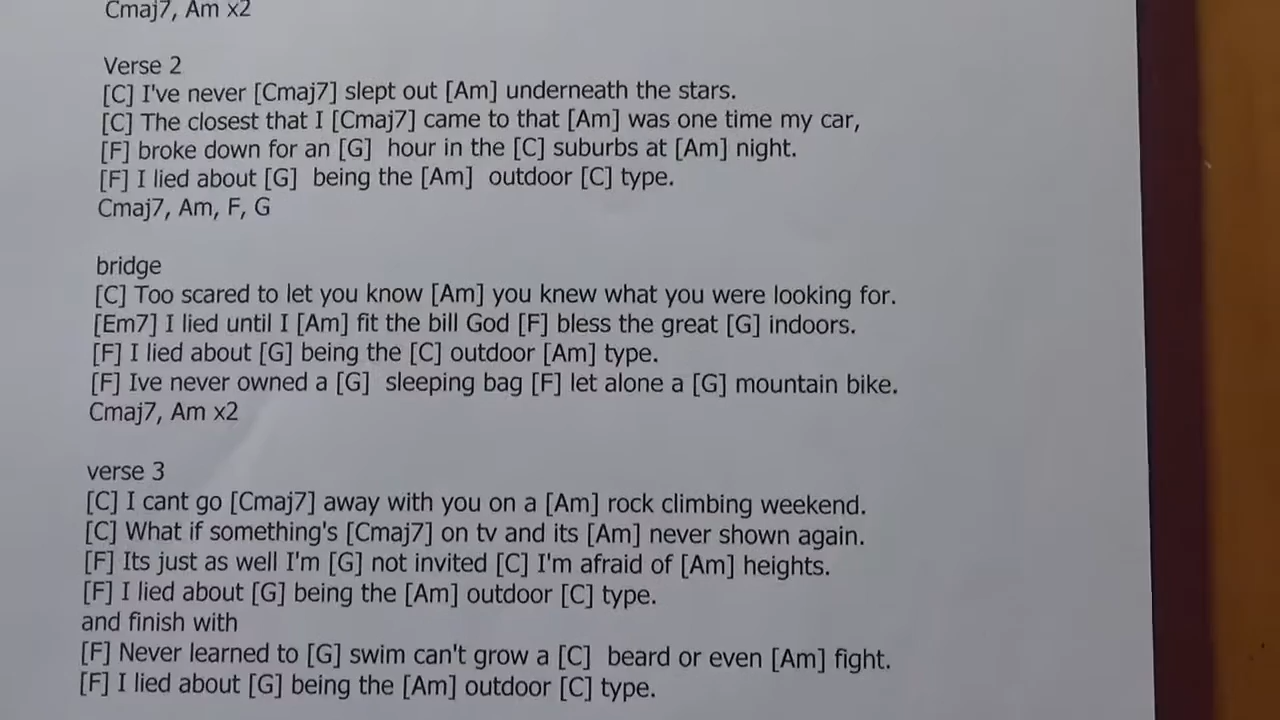 Cmaj7, Am x2
Verse 2
[C] I've never [Cmaj7] slept out [Am] underneath the stars.
[C] The closest that I [Cmaj7] came to that [Am] was one time my car,
[F] broke down for an [G] hour in the [C] suburbs at [Am] night.
[F] I lied about [G] being the [Am] outdoor [C] type.
Cmaj7, Am, F, G
bridge
[C] Too scared to let you know [Am] you knew what you were looking for.
[Em7] I lied until I [Am] fit the bill God [F] bless the great [G] indoors.
[F] I lied about [G] being the [C] outdoor [Am] type.
[F] Ive never owned a [G] sleeping bag [F] let alone a [G] mountain bike.
Cmaj7, Am x2
verse 3
[C] I cant go [Cmaj7] away with you on a [Am] rock climbing weekend.
[C] What if something's [Cmaj7] on tv and its [Am] never shown again.
[F] Its just as well I'm [G] not invited [C] I'm afraid of [Am] heights.
[F] I lied about [G] being the [Am] outdoor [C] type.
and finish with
[F] Never learned to [G] swim can't grow a [C] beard or even [Am] fight.
[F] I lied about [G] being the [Am] outdoor [C] type.